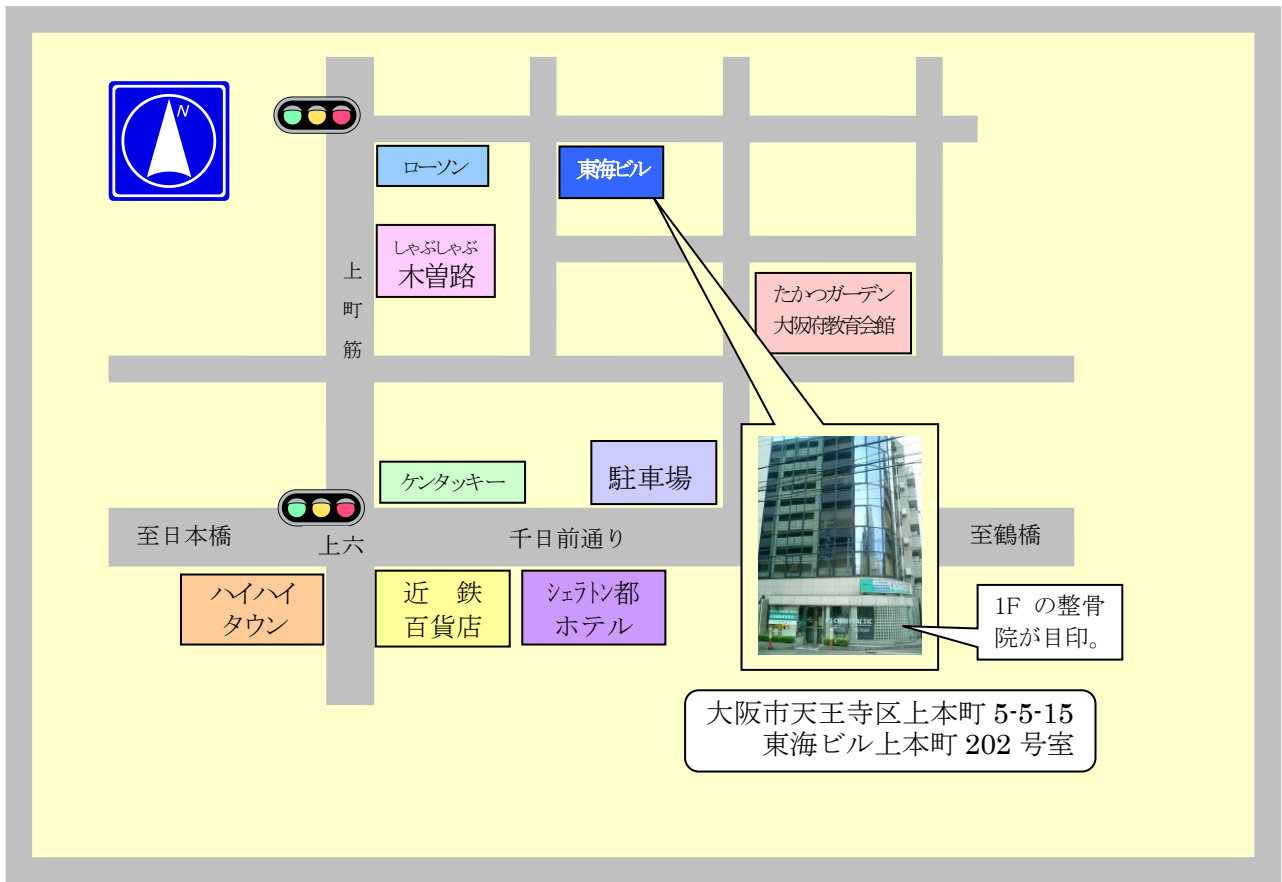 N
ローソン
東海ビル
しゃぶしゃぶ
木曽路
上
町
筋
たかつガーデン
大阪府教育会館
ケンタッキー
駐車場
至日本橋
上六
千日前通り
至鶴橋
ハイハイ
タウン
近 鉄
百貨店
シェラトン都
ホテル
1F の整骨
院が目印。
大阪市天王寺区上本町 5-5-15
東海ビル上本町 202 号室